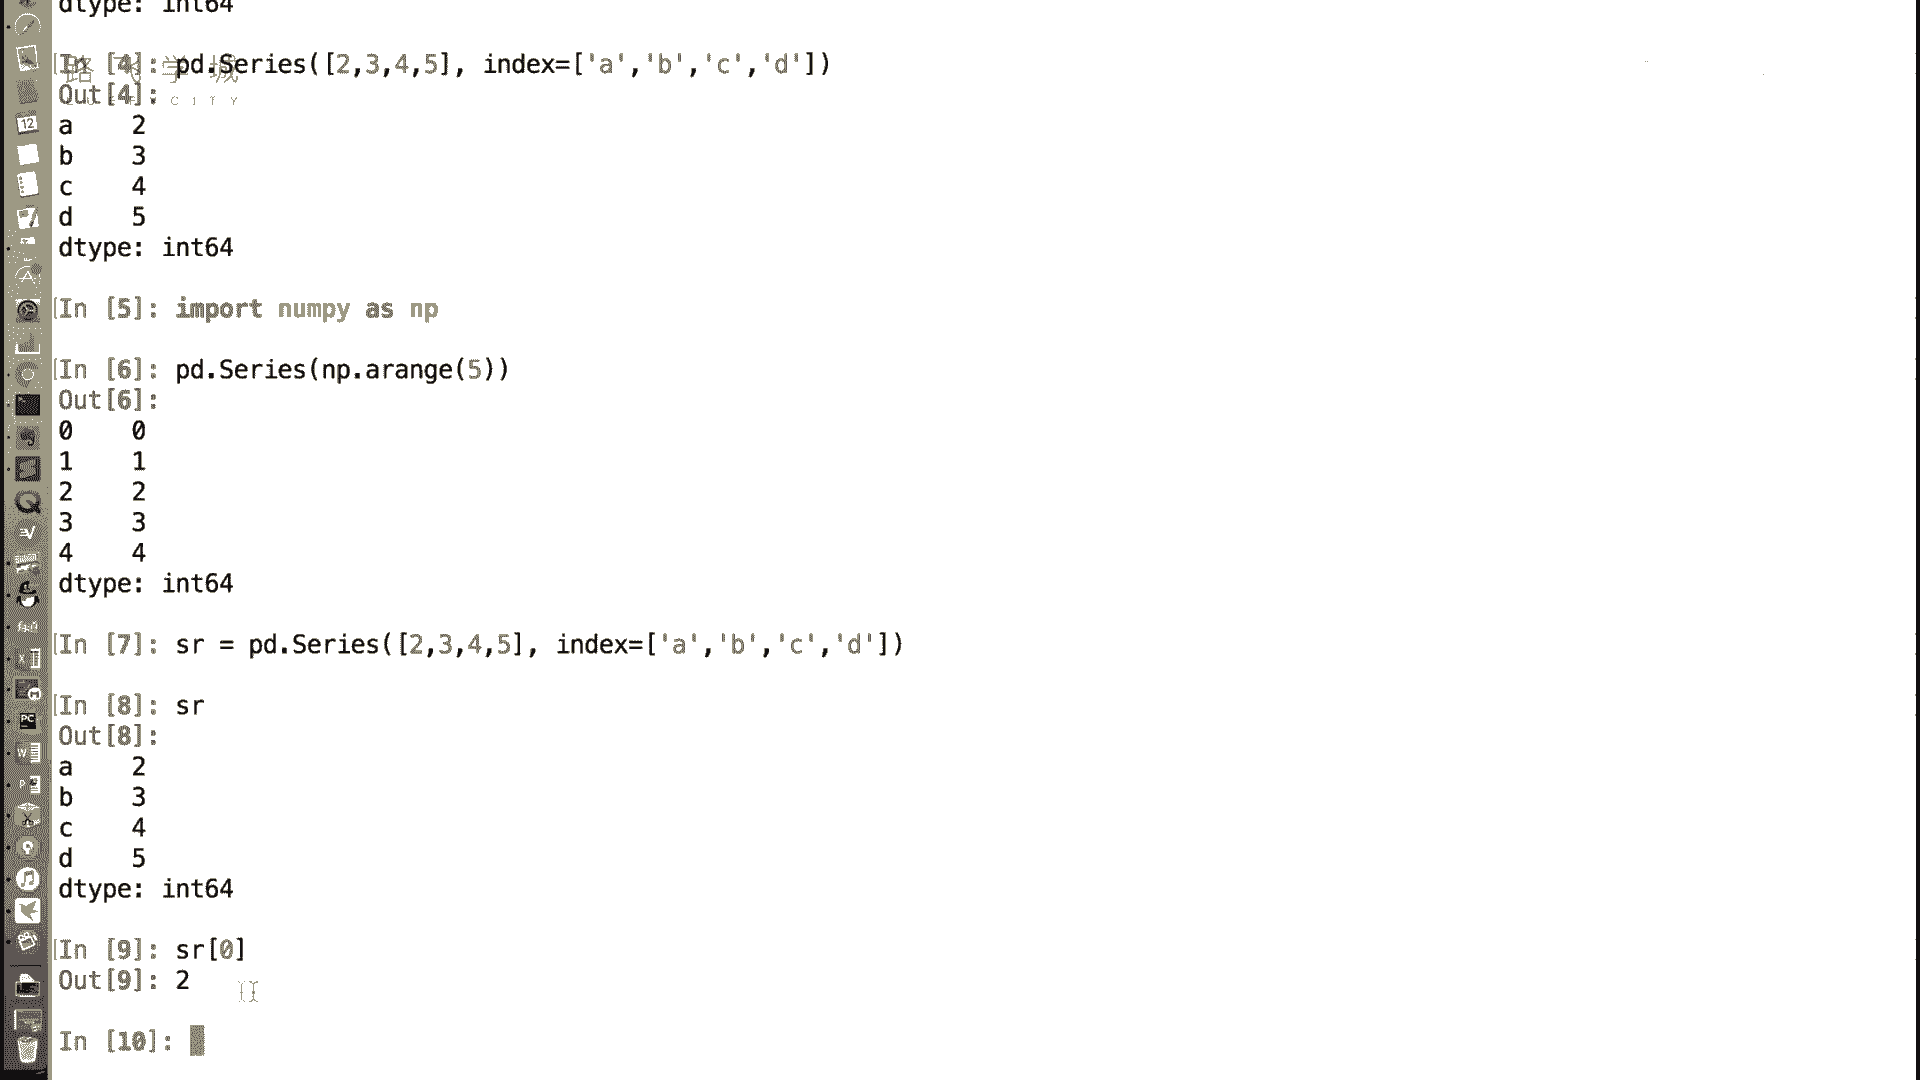 dtype: int64
In [4]: pd.Series([2,3,4,5], index=['a','b','c','d'])
路飞学城
Out[4]:
CITY
a 2
b 3
c 4
d 5
dtype: int64
In [5]: import numpy as np
In [6]: pd.Series(np.arange(5))
Out[6]:
0 0
1 1
2 2
3 3
4 4
dtype: int64
In [7]: sr = pd.Series([2,3,4,5], index=['a','b','c','d'])
In [8]: sr
Out[8]:
a 2
b 3
c 4
d 5
dtype: int64
In [9]: sr[0]
Out[9]: 2
In [10]: